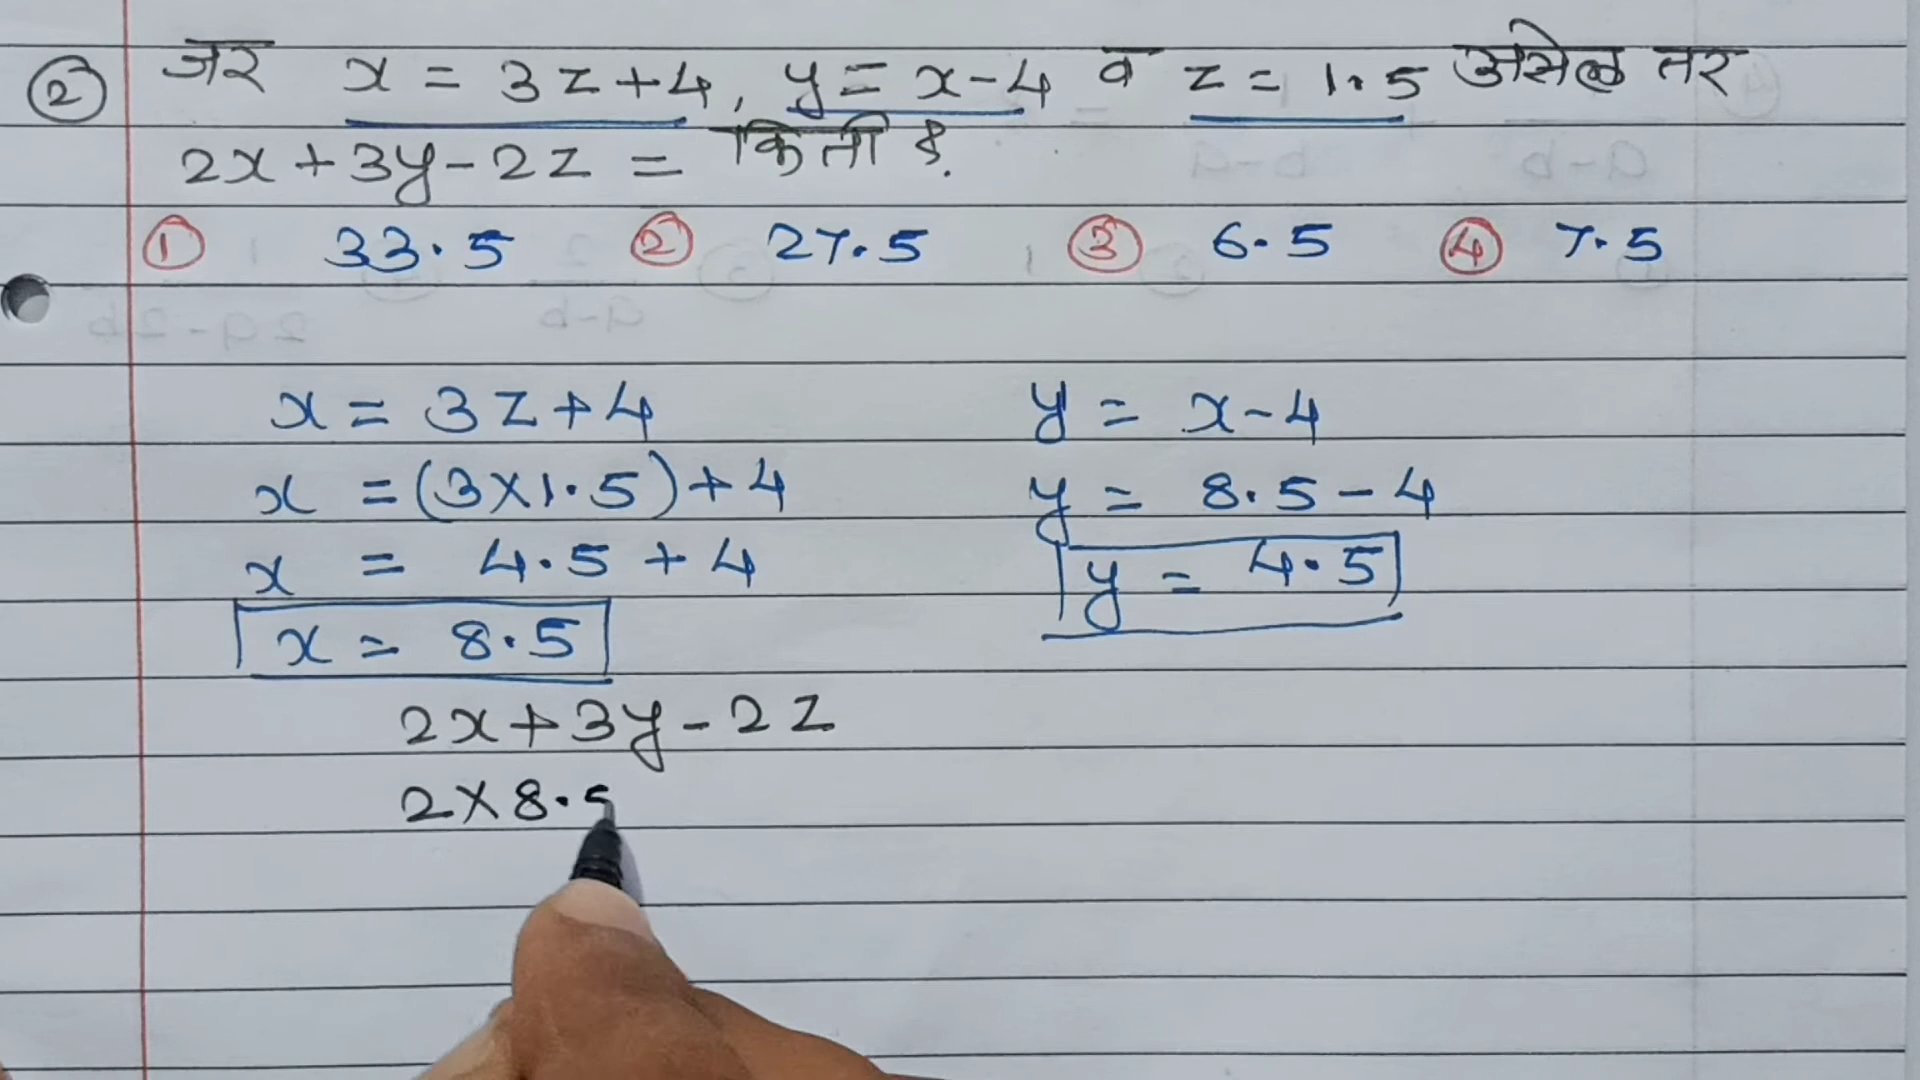 ② जर x = 3z+4, y = x-4 व z = 1.5 असेल तर
2x+3y-2z = किती ?
① 33.5 ② 27.5 ③ 6.5 ④ 7.5
x = 3z+4
x = (3×1.5)+4
x = 4.5 + 4
x = 8.5
y = x-4
y = 8.5-4
y = 4.5
2x+3y-2z
2×8.5